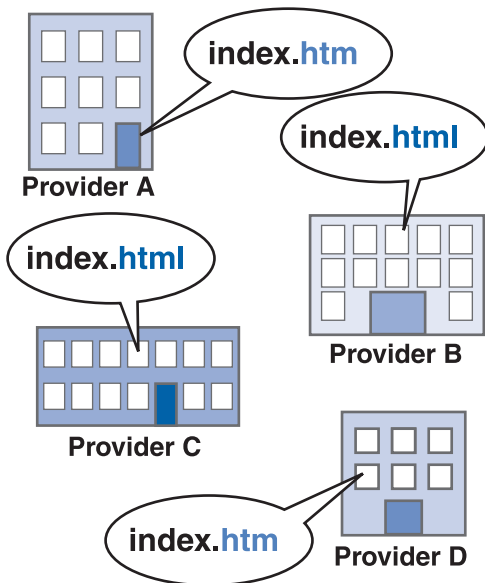 index.htm
Provider A
index.html
Provider B
index.html
Provider C
index.htm
Provider D